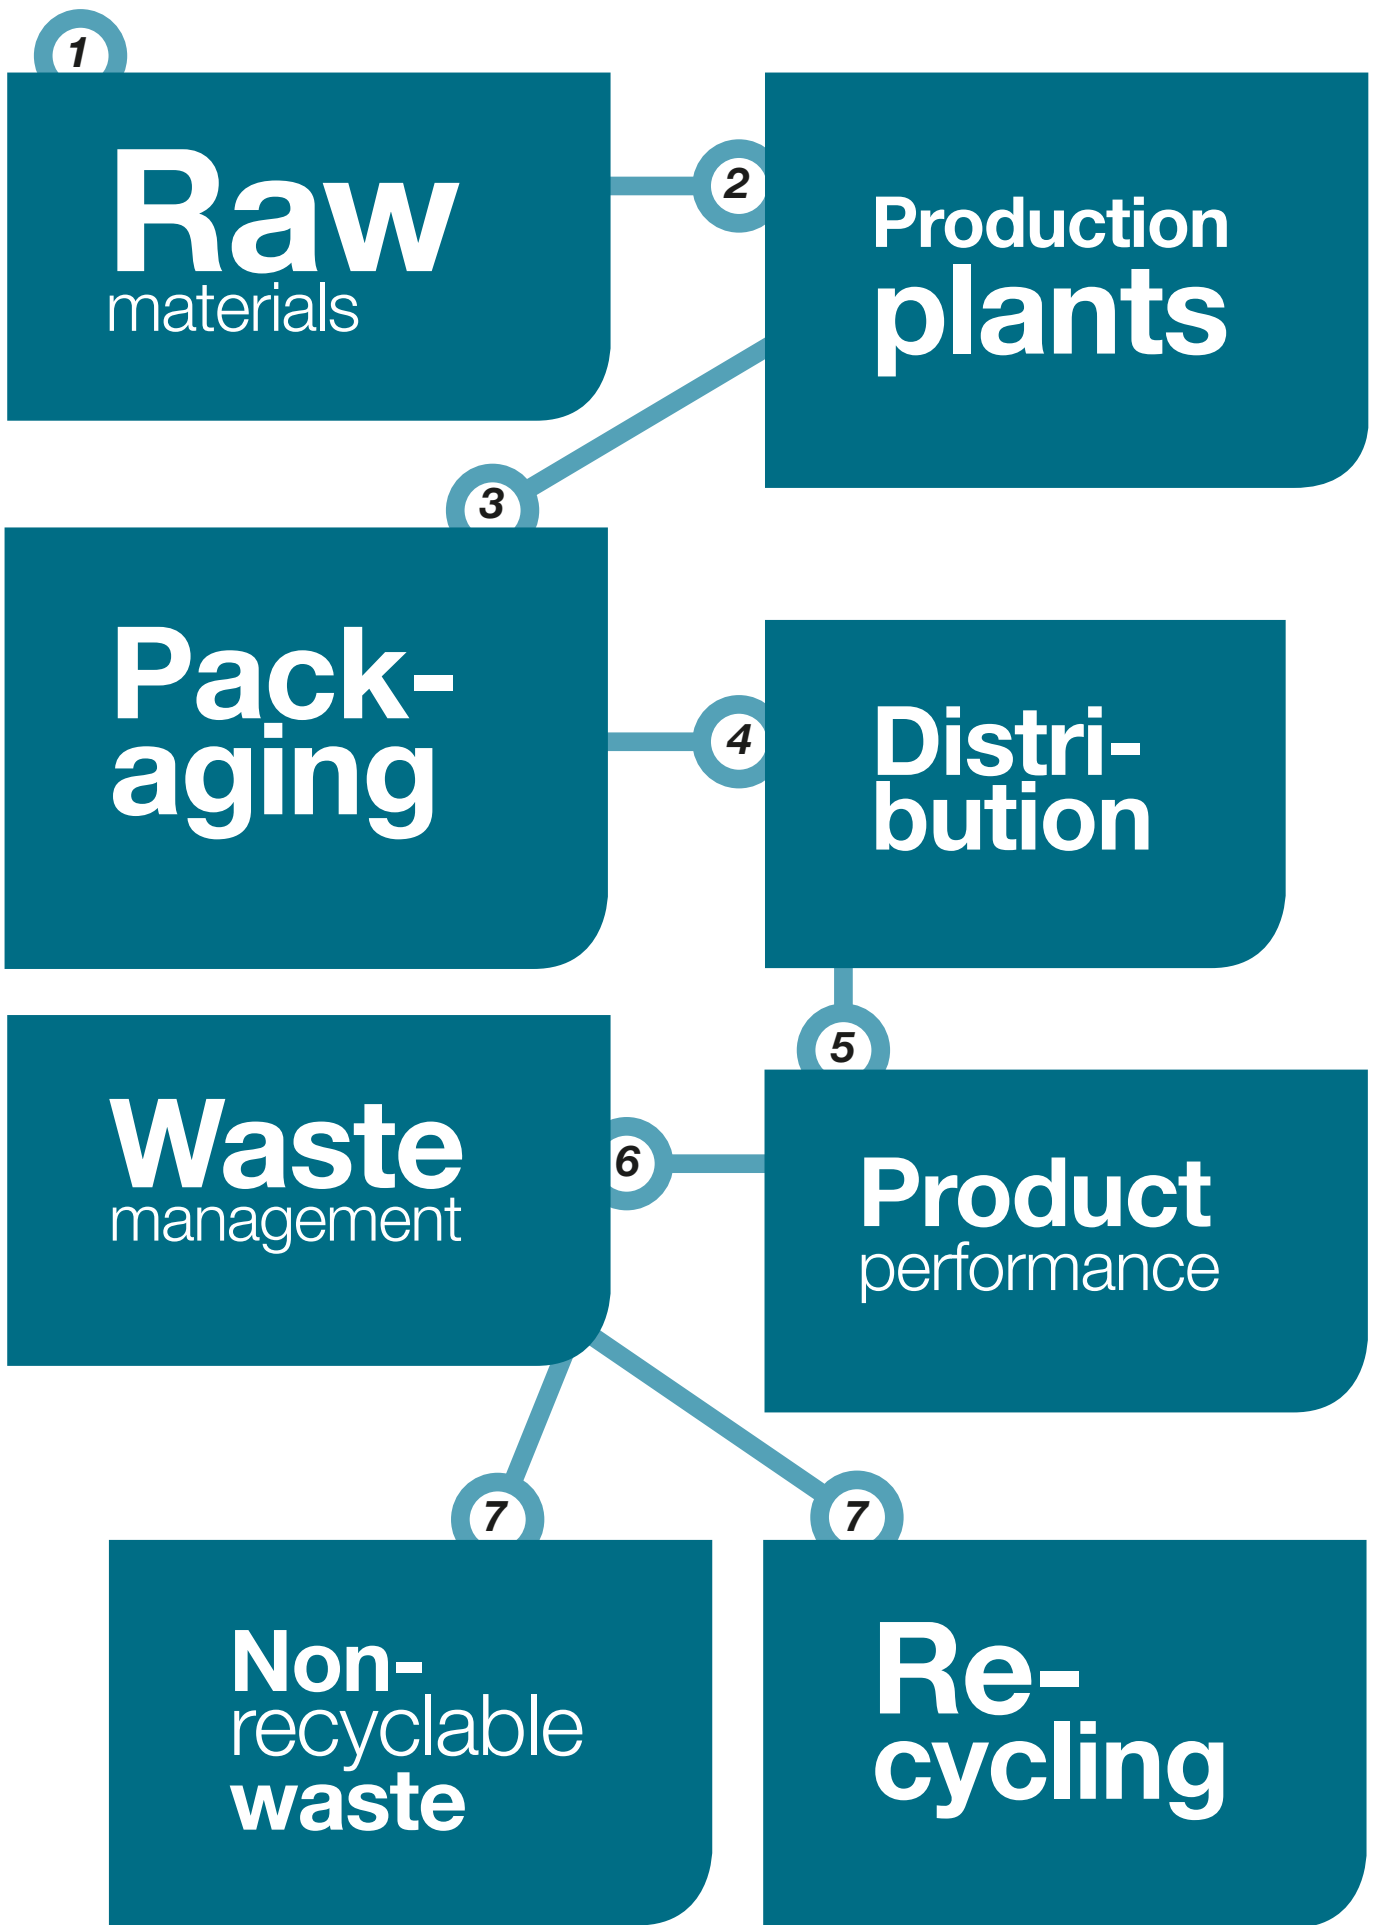 1
Raw
materials
2
Production
plants
3
Pack-
aging
4
Distri-
bution
5
Product
performance
6
Waste
management
7
Non-
recyclable
waste
7
Re-
cycling